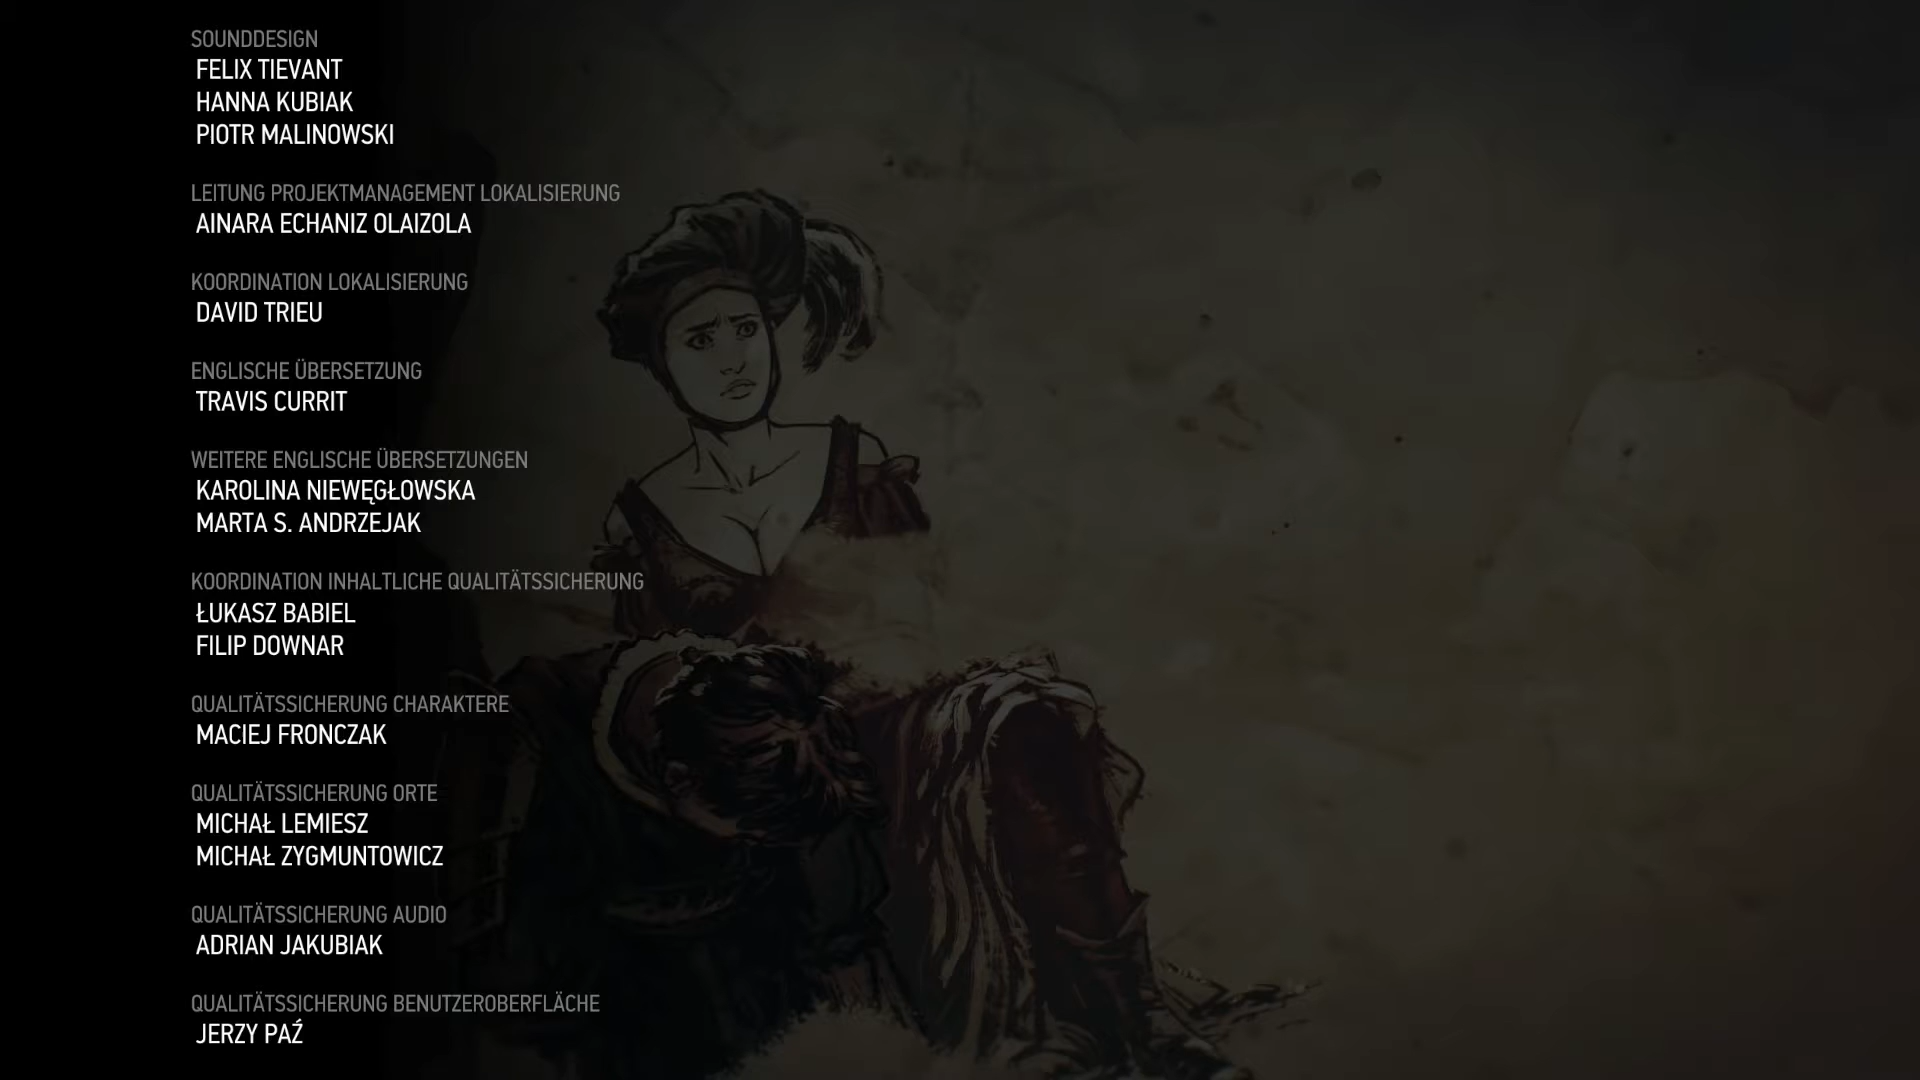 SOUNDDESIGN
FELIX TIEVANT
HANNA KUBIAK
PIOTR MALINOWSKI
LEITUNG PROJEKTMANAGEMENT LOKALISIERUNG
AINARA ECHANIZ OLAIZOLA
KOORDINATION LOKALISIERUNG
DAVID TRIEU
ENGLISCHE ÜBERSETZUNG
TRAVIS CURRIT
WEITERE ENGLISCHE ÜBERSETZUNGEN
KAROLINA NIEWĘGŁOWSKA
MARTA S. ANDRZEJAK
KOORDINATION INHALTLICHE QUALITÄTSSICHERUNG
ŁUKASZ BABIEL
FILIP DOWNAR
QUALITÄTSSICHERUNG CHARAKTERE
MACIEJ FRONCZAK
QUALITÄTSSICHERUNG ORTE
MICHAŁ LEMIESZ
MICHAŁ ZYGMUNTOWICZ
QUALITÄTSSICHERUNG AUDIO
ADRIAN JAKUBIAK
QUALITÄTSSICHERUNG BENUTZEROBERFLÄCHE
JERZY PAŹ